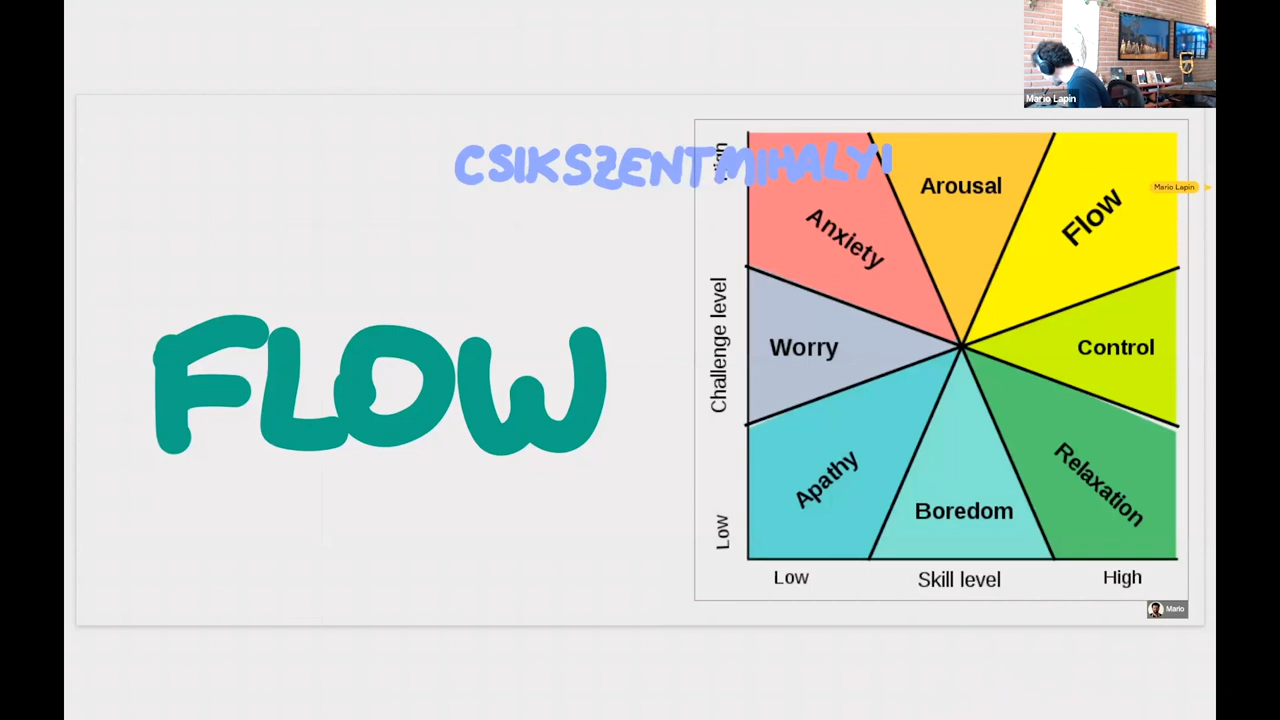 Mario Lapin
CSIKSZENTMIHALYI
Arousal
Mario Lapin
Flow
Anxiety
FLOW
Challenge level
Worry
Control
Apathy
Relaxation
Boredom
Low
Low
Skill level
High
Mario